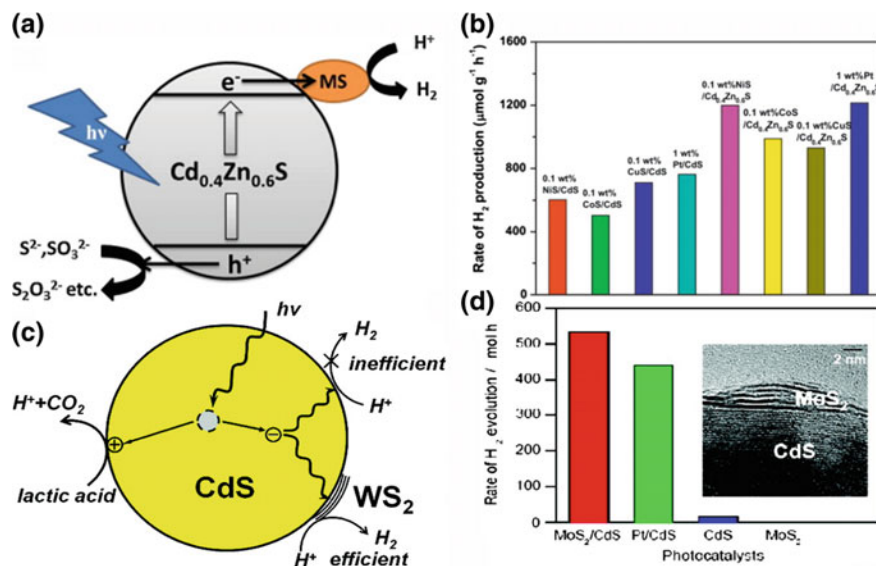 (a)
H⁺
e⁻
MS
H₂
hν
Cd₀.₄Zn₀.₆S
S²⁻,SO₃²⁻
h⁺
S₂O₃²⁻ etc.
(b)
Rate of H₂ production (μmol g⁻¹ h⁻¹)
1600
1200
800
400
0
0.1 wt%
NiS/CdS
0.1 wt%
CoS/CdS
0.1 wt%
CuS/CdS
1 wt%
Pt/CdS
0.1 wt%NiS
/Cd₀.₄Zn₀.₆S
0.1 wt%CoS
/Cd₀.₄Zn₀.₆S
0.1 wt%CuS
/Cd₀.₄Zn₀.₆S
1 wt%Pt
/Cd₀.₄Zn₀.₆S
(c)
hν
H₂
inefficient
H⁺
H⁺+CO₂
+
−
CdS
WS₂
lactic acid
H₂
H⁺ efficient
(d)
Rate of H₂ evolution / molh
600
500
400
300
200
100
0
2 nm
MoS₂
CdS
MoS₂/CdS
Pt/CdS
CdS
MoS₂
Photocatalysts